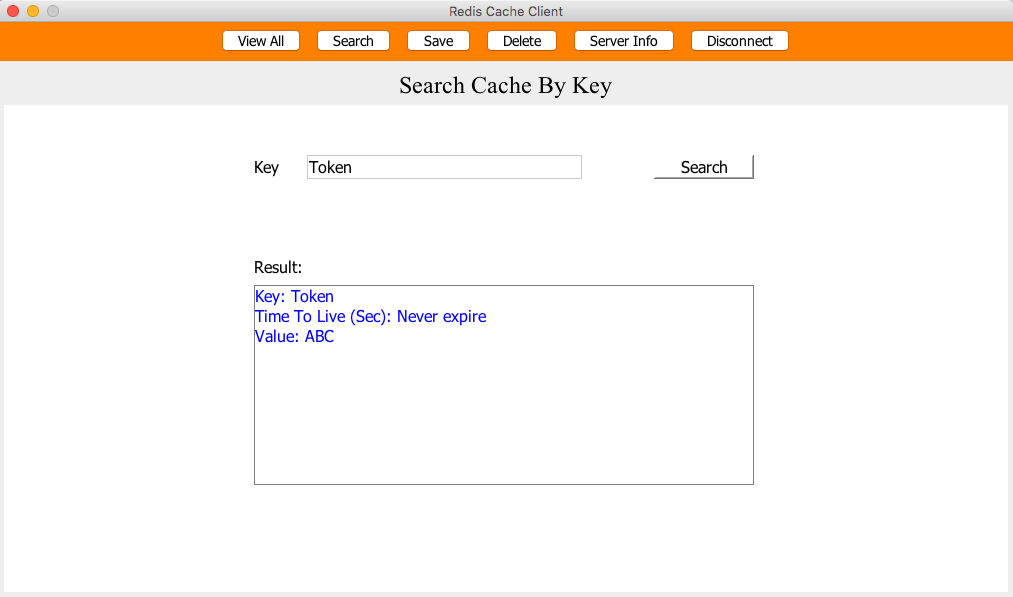 Redis Cache Client
View All Search Save Delete Server Info Disconnect
Search Cache By Key
Key Token Search
Result:
Key: Token
Time To Live (Sec): Never expire
Value: ABC